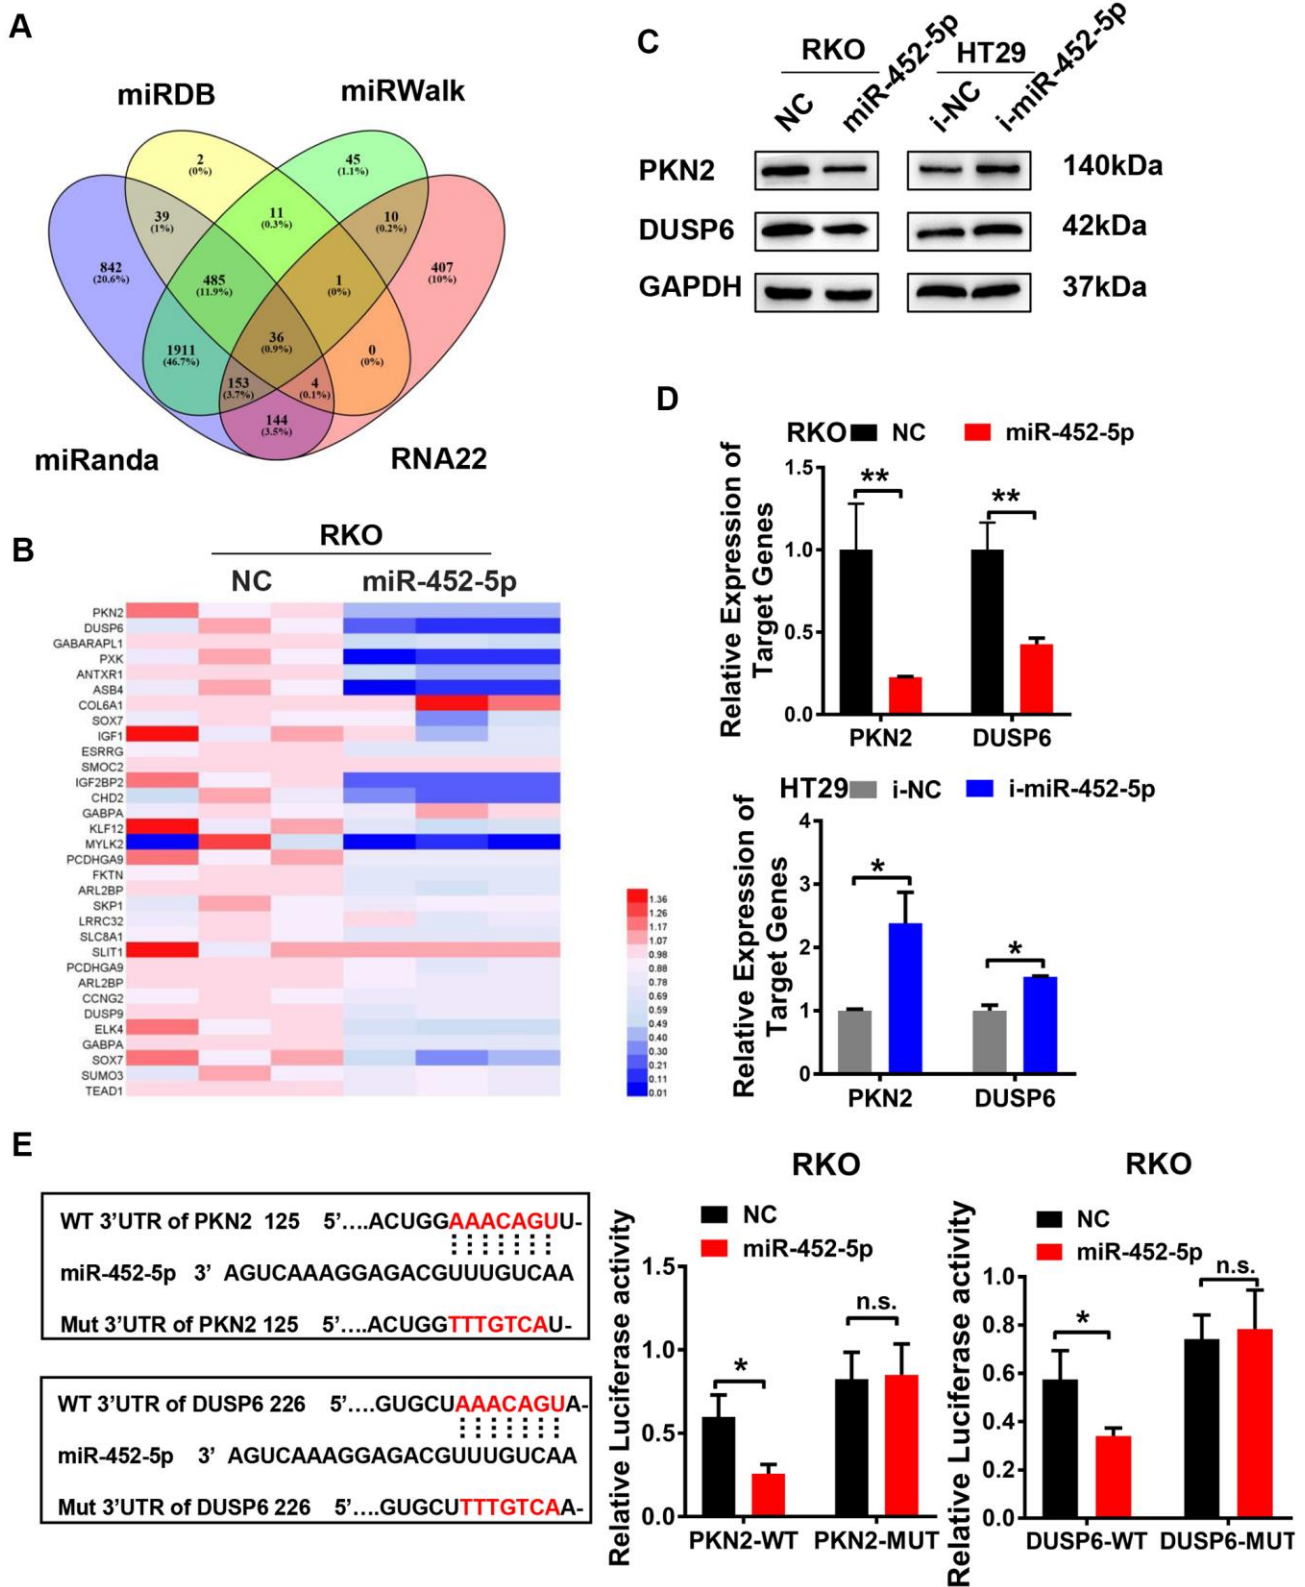 A
miRDB
miRWalk
2
(0%)
45
(1.1%)
39
(1%)
11
(0.3%)
10
(0.2%)
842
(20.6%)
485
(11.9%)
1
(0%)
407
(10%)
36
(0.9%)
1911
(46.7%)
0
(0%)
153
(3.7%)
4
(0.1%)
144
(3.5%)
miRanda
RNA22
B
RKO
NC
miR-452-5p
PKN2
DUSP6
GABARAPL1
PXK
ANTXR1
ASB4
COL6A1
SOX7
IGF1
ESRRG
SMOC2
IGF2BP2
CHD2
GABPA
KLF12
MYLK2
PCDHGA9
FKTN
ARL2BP
SKP1
LRRC32
SLC8A1
SLIT1
PCDHGA9
ARL2BP
CCNG2
DUSP9
ELK4
GABPA
SOX7
SUMO3
TEAD1
1.36
1.26
1.17
1.07
0.98
0.88
0.78
0.69
0.59
0.49
0.40
0.30
0.21
0.11
0.01
C
RKO
HT29
NC
miR-452-5p
i-NC
i-miR-452-5p
PKN2
140kDa
DUSP6
42kDa
GAPDH
37kDa
D
RKO
NC
miR-452-5p
Relative Expression of
Target Genes
1.5
1.0
0.5
0.0
**
**
PKN2
DUSP6
HT29
i-NC
i-miR-452-5p
Relative Expression of
Target Genes
4
3
2
1
0
*
*
PKN2
DUSP6
E
WT 3’UTR of PKN2 125 5’....ACUGGAAACAGUU-
miR-452-5p 3’ AGUCAAAGGAGACGUUUGUCAA
Mut 3’UTR of PKN2 125 5’....ACUGGTTTGTCAU-
WT 3’UTR of DUSP6 226 5’....GUGCUAAACAGUA-
miR-452-5p 3’ AGUCAAAGGAGACGUUUGUCAA
Mut 3’UTR of DUSP6 226 5’....GUGCUTTTGTCAA-
RKO
NC
miR-452-5p
Relative Luciferase activity
1.5
1.0
0.5
0.0
*
n.s.
PKN2-WT
PKN2-MUT
RKO
NC
miR-452-5p
Relative Luciferase activity
1.0
0.8
0.6
0.4
0.2
0.0
*
n.s.
DUSP6-WT
DUSP6-MUT